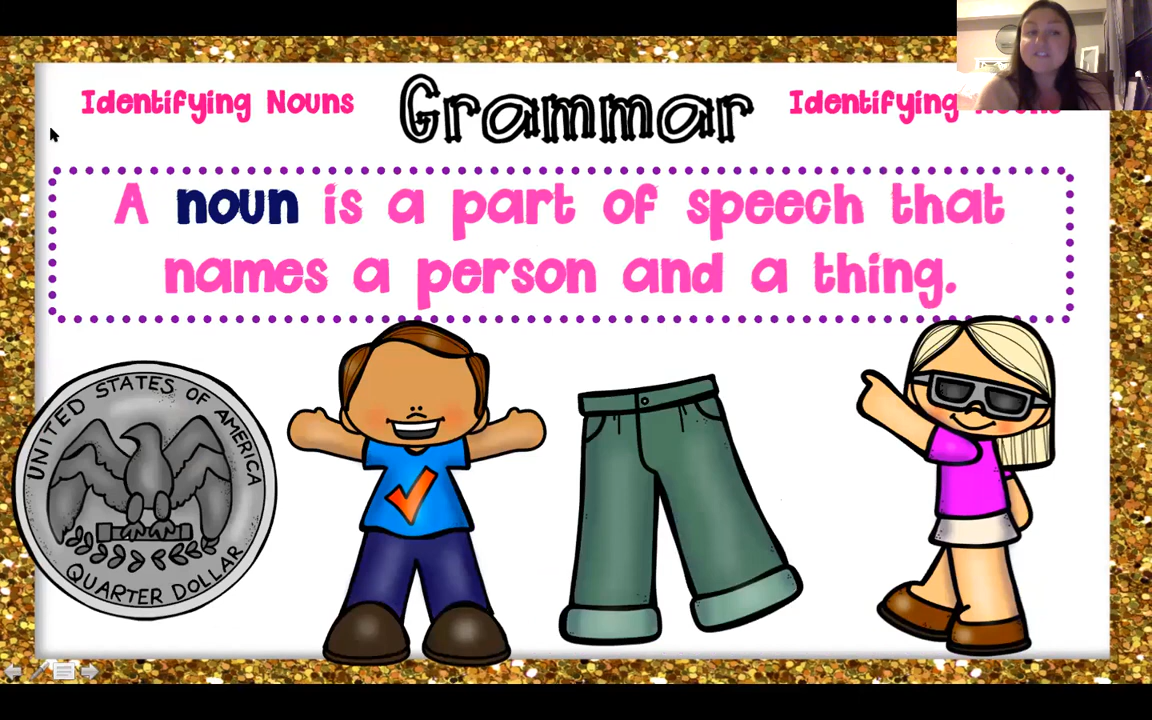 Identifying Nouns
Grammar
Identifying Nouns
A noun is a part of speech that
names a person and a thing.
UNITED STATES OF AMERICA
QUARTER DOLLAR